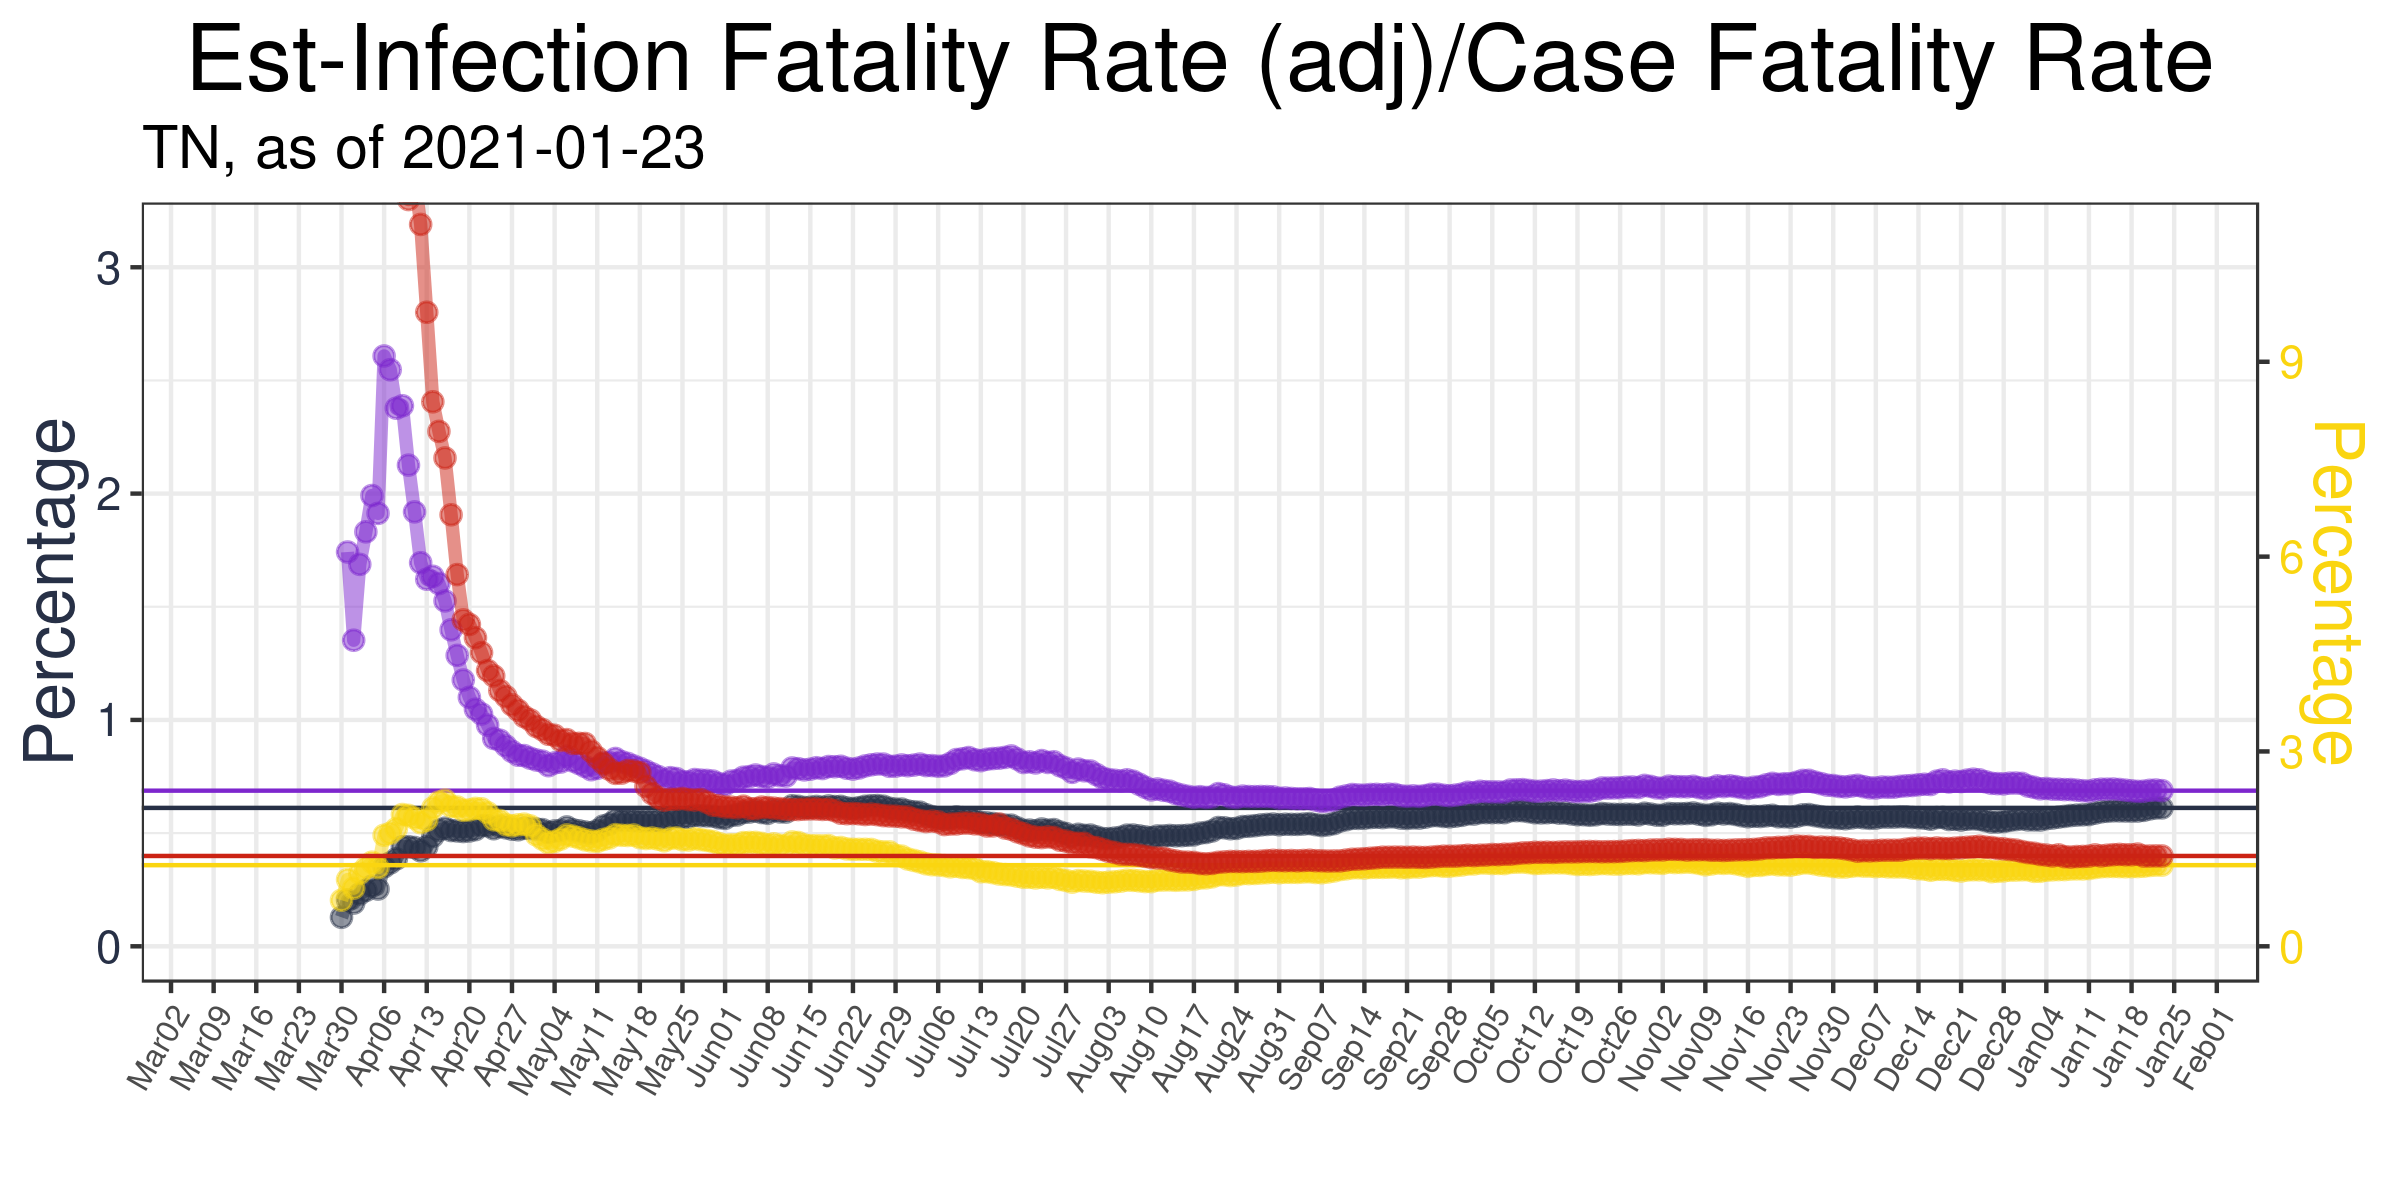 Est-Infection Fatality Rate (adj)/Case Fatality Rate
TN, as of 2021-01-23
Percentage
3
2
1
0
9
6
3
0
Percentage
Mar02
Mar09
Mar16
Mar23
Mar30
Apr06
Apr13
Apr20
Apr27
May04
May11
May18
May25
Jun01
Jun08
Jun15
Jun22
Jun29
Jul06
Jul13
Jul20
Jul27
Aug03
Aug10
Aug17
Aug24
Aug31
Sep07
Sep14
Sep21
Sep28
Oct05
Oct12
Oct19
Oct26
Nov02
Nov09
Nov16
Nov23
Nov30
Dec07
Dec14
Dec21
Dec28
Jan04
Jan11
Jan18
Jan25
Feb01